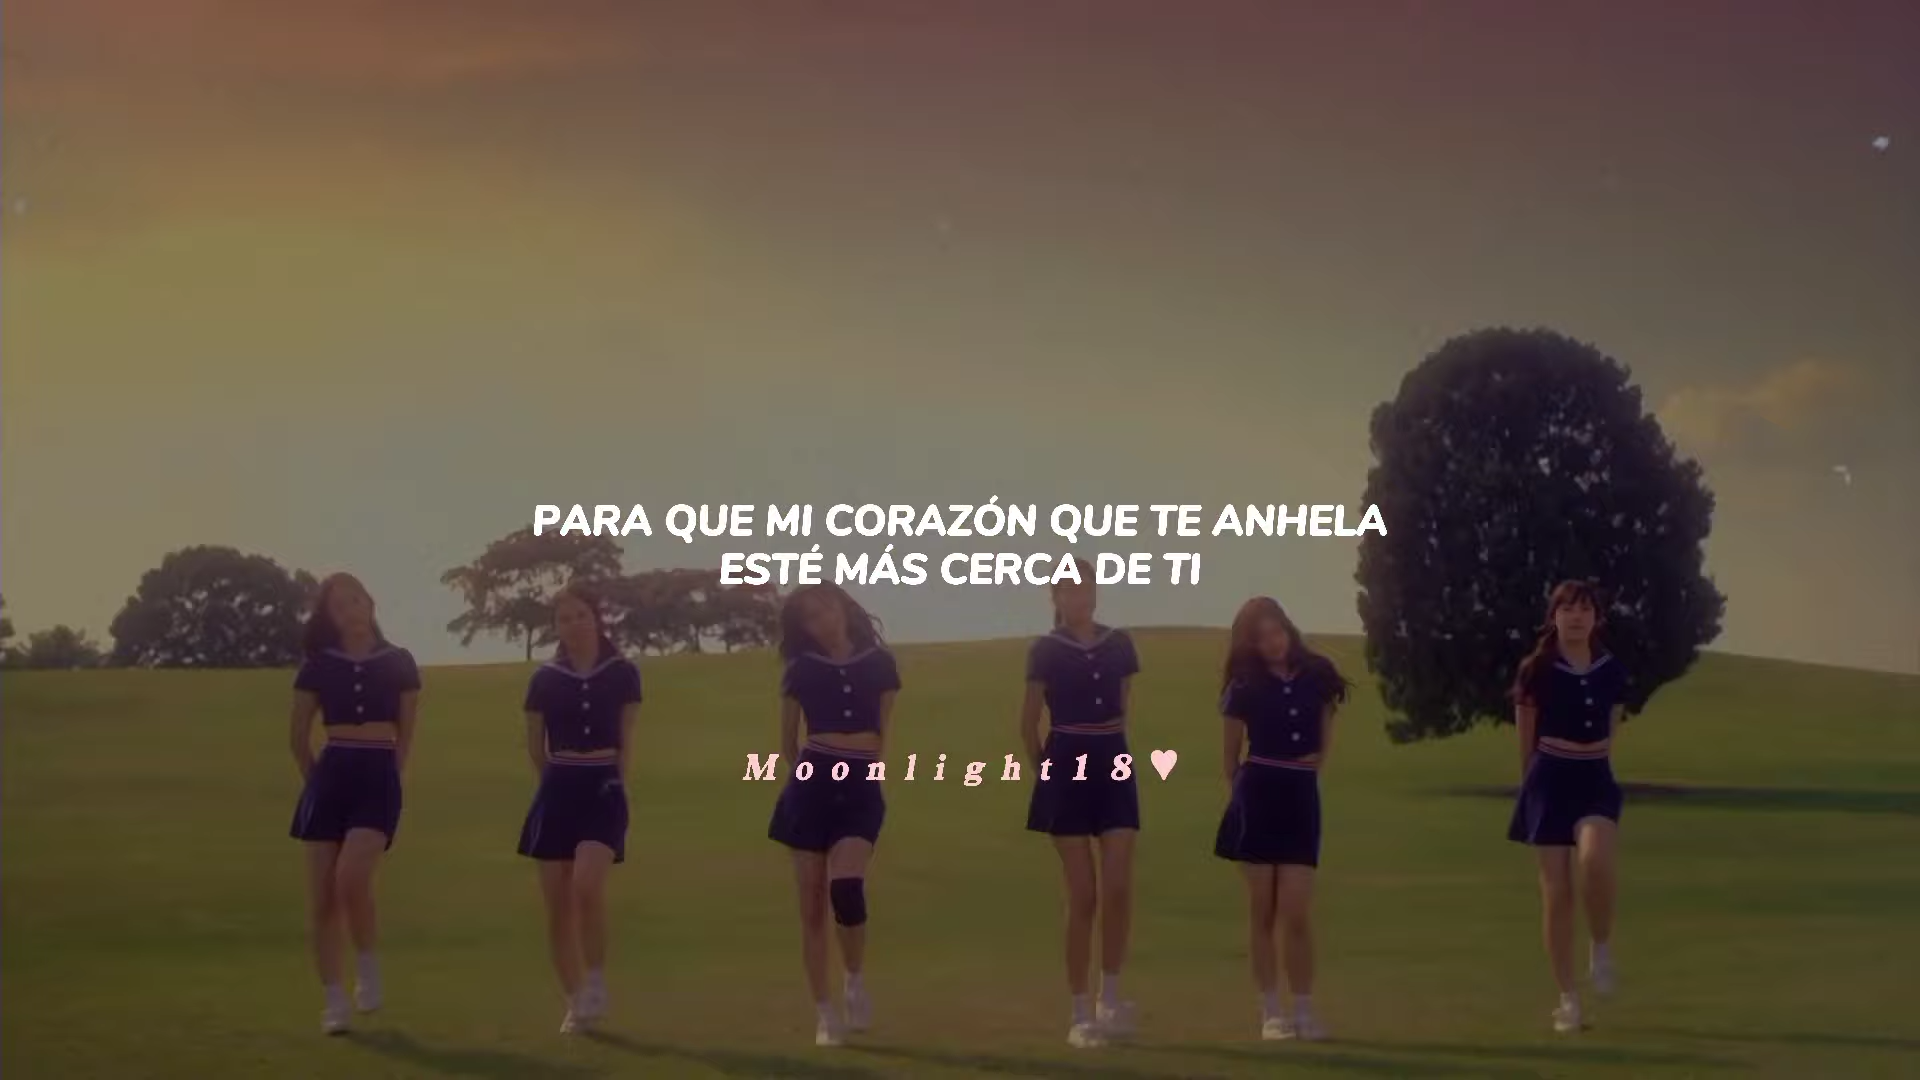 PARA QUE MI CORAZÓN QUE TE ANHELA
ESTÉ MÁS CERCA DE TI
Moonlight18♥